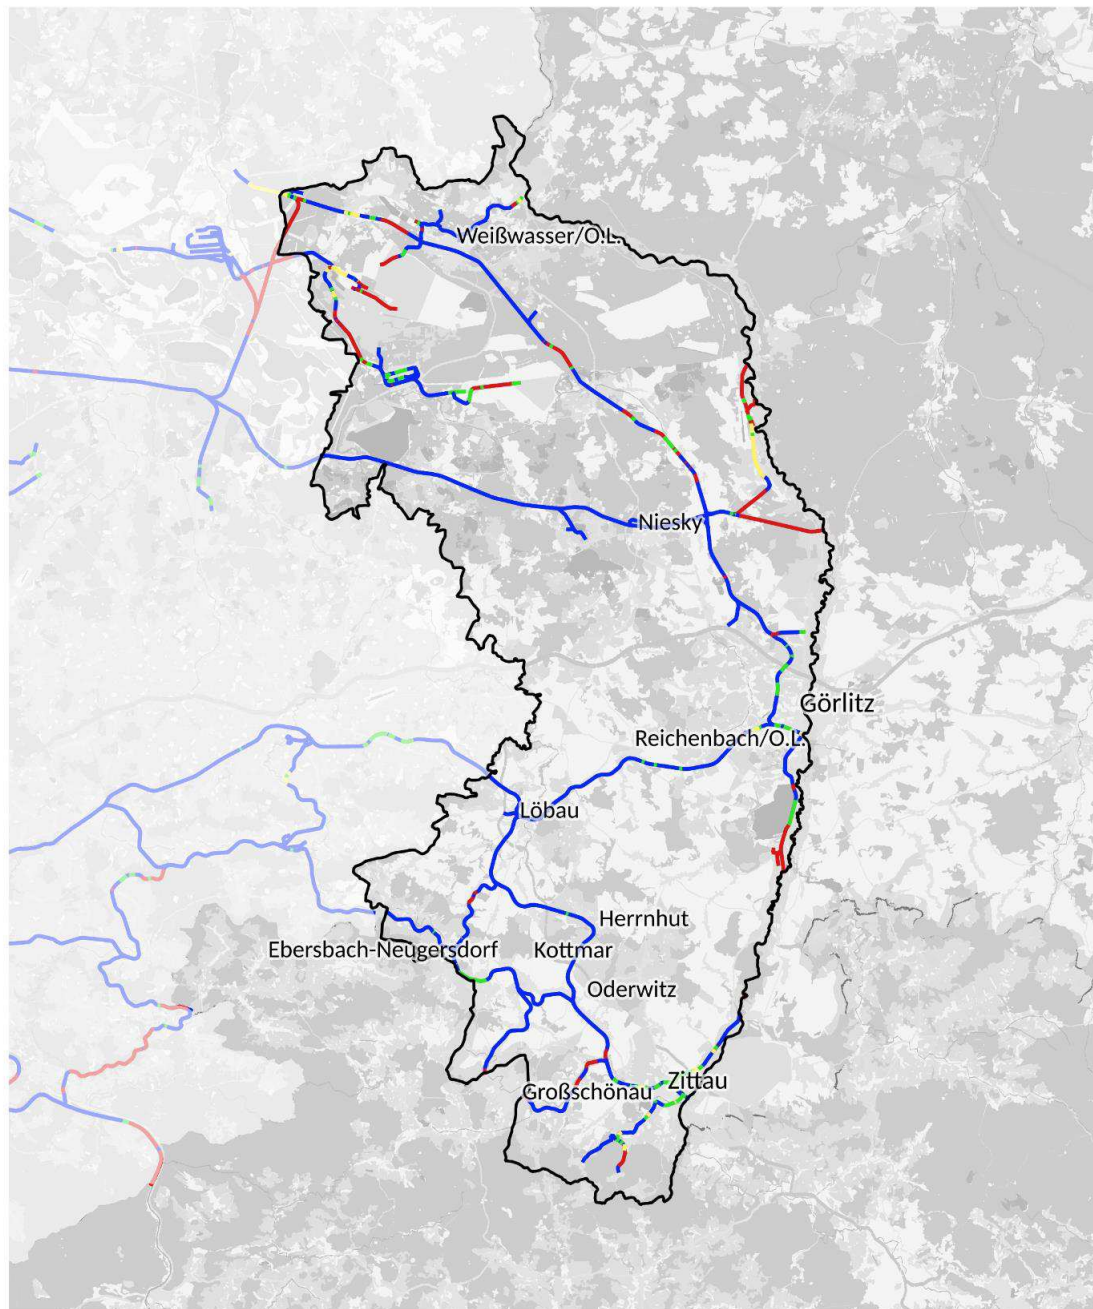 Weißwasser/O.L.
Niesky
Görlitz
Reichenbach/O.L.
Löbau
Herrnhut
Ebersbach-Neugersdorf
Kottmar
Oderwitz
Zittau
Großschönau